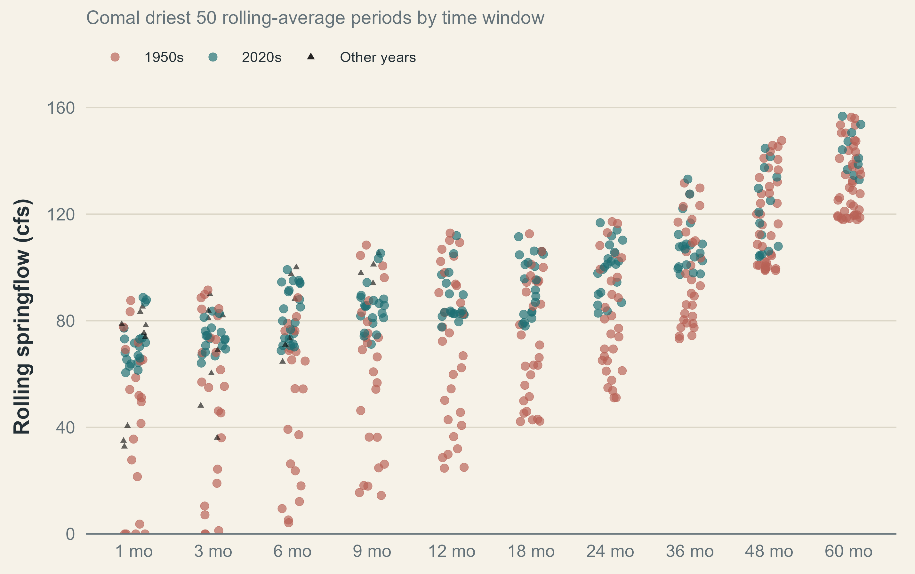 Comal driest 50 rolling-average periods by time window
1950s 2020s Other years
Rolling springflow (cfs)
160
120
80
40
0
1 mo 3 mo 6 mo 9 mo 12 mo 18 mo 24 mo 36 mo 48 mo 60 mo